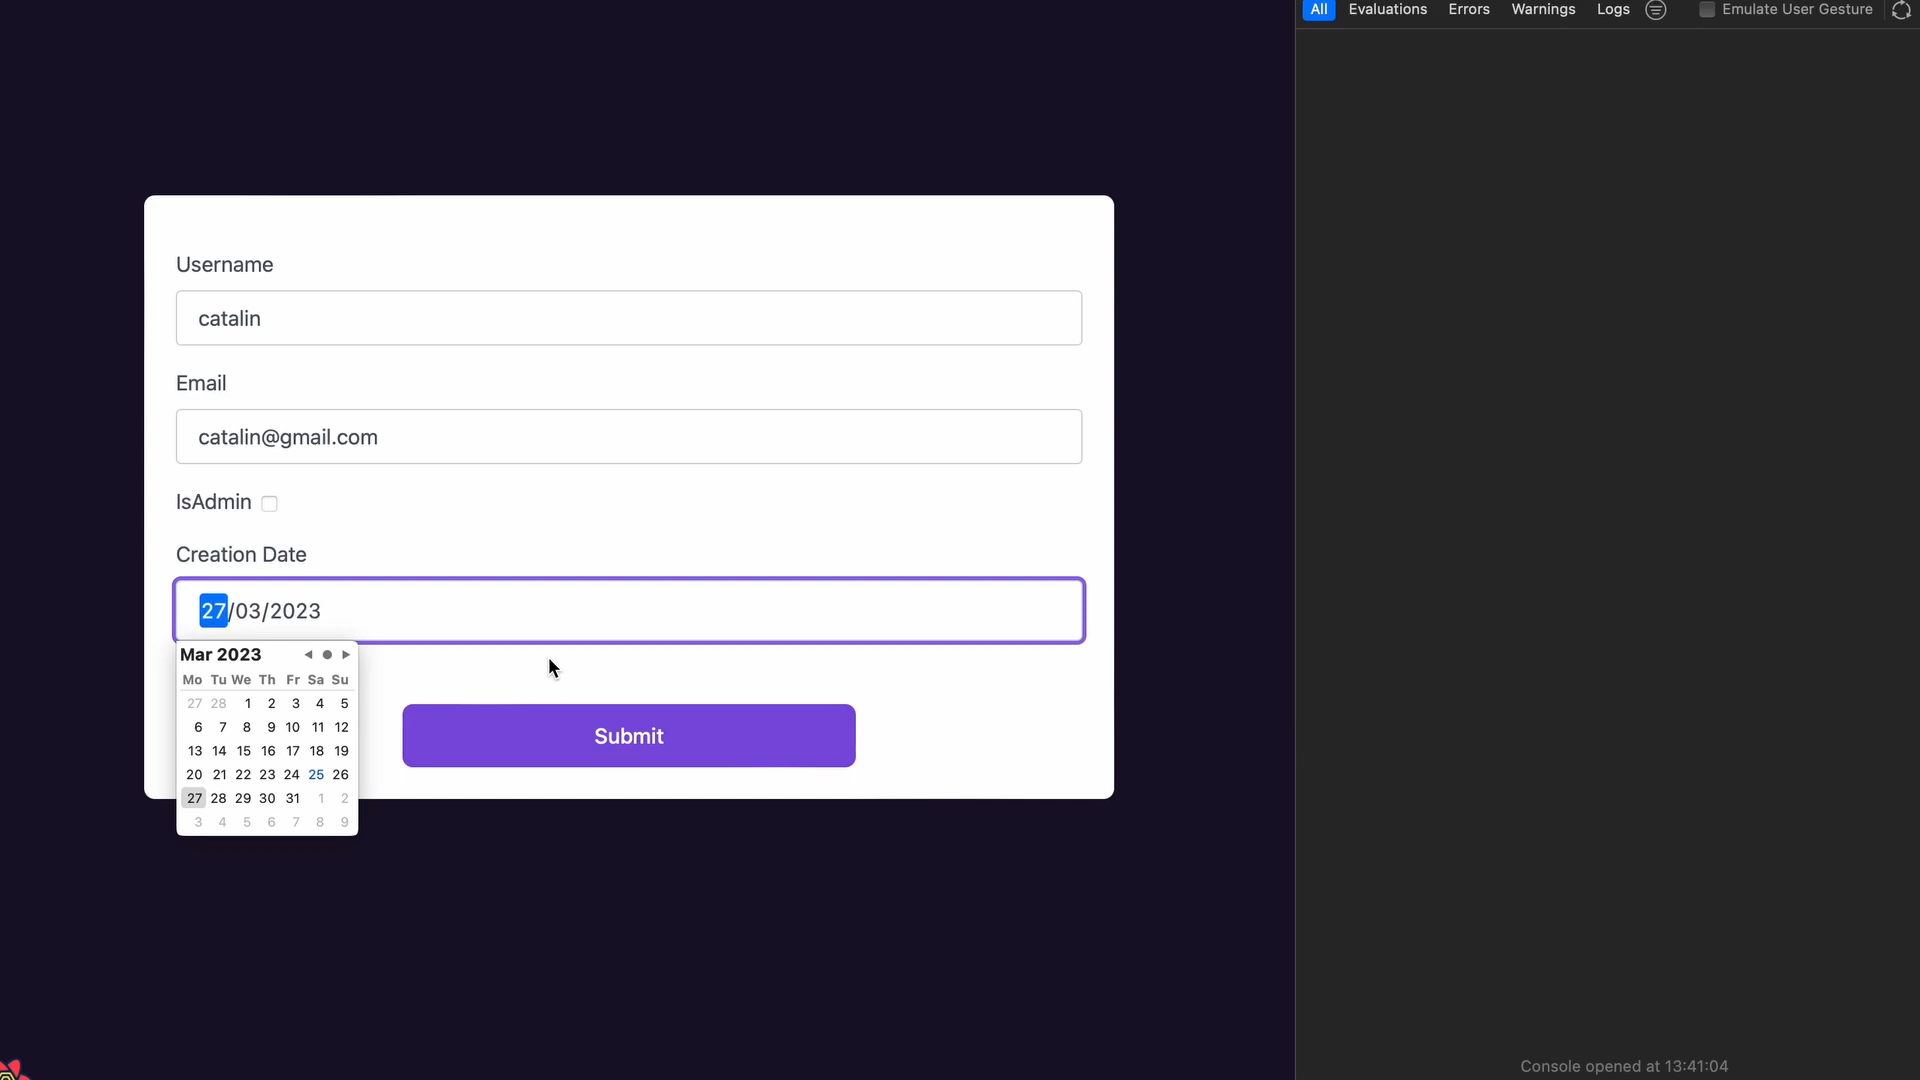 All Evaluations Errors Warnings Logs Emulate User Gesture
Username
catalin
Email
catalin@gmail.com
IsAdmin
Creation Date
27/03/2023
Mar 2023
Mo Tu We Th Fr Sa Su
27 28 1 2 3 4 5
6 7 8 9 10 11 12
13 14 15 16 17 18 19
20 21 22 23 24 25 26
27 28 29 30 31 1 2
3 4 5 6 7 8 9
Submit
Console opened at 13:41:04